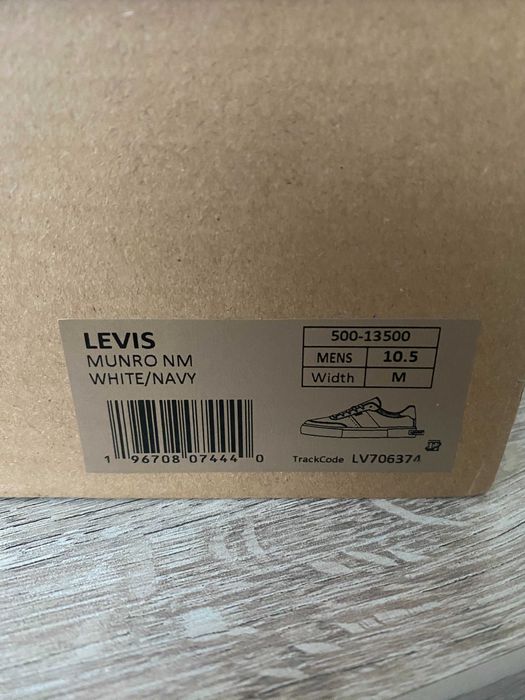 LEVIS
MUNRO NM
WHITE/NAVY
500-13500
MENS 10.5
Width M
1 96708 07444 0
TrackCode LV706374